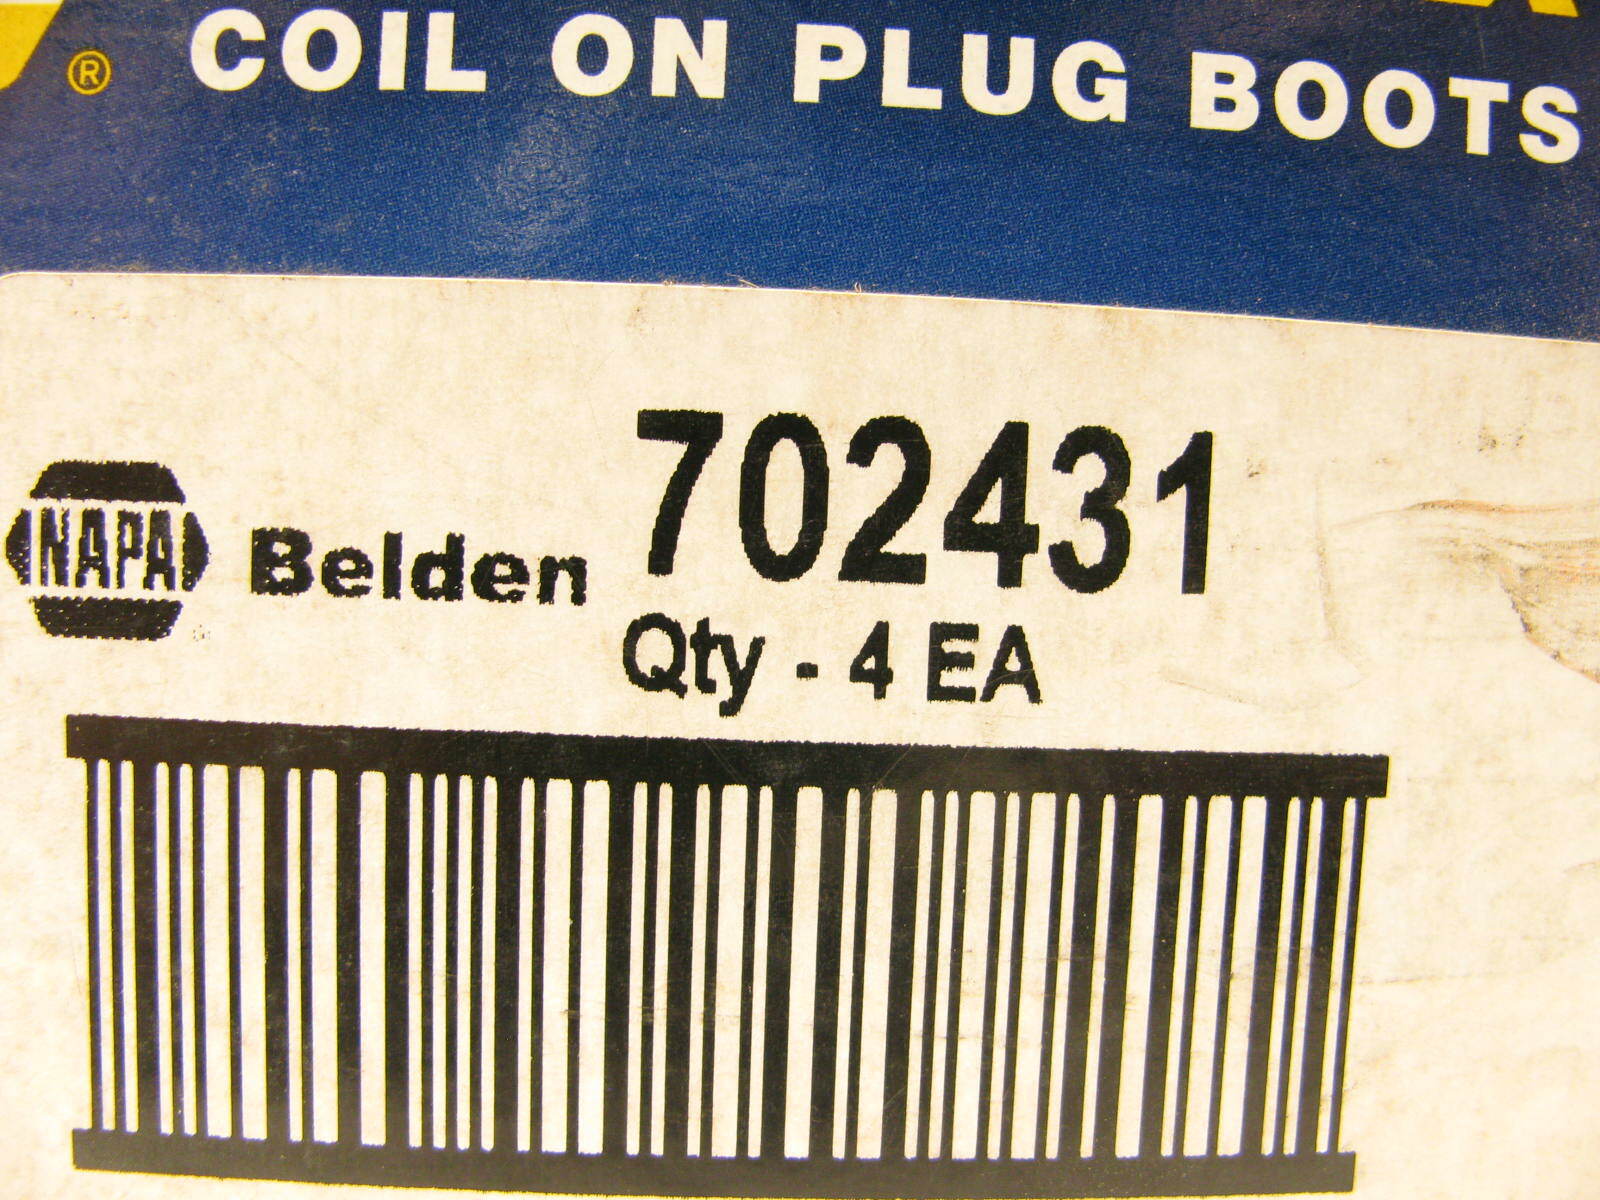 ® COIL ON PLUG BOOTS
NAPA Belden 702431
Qty - 4 EA